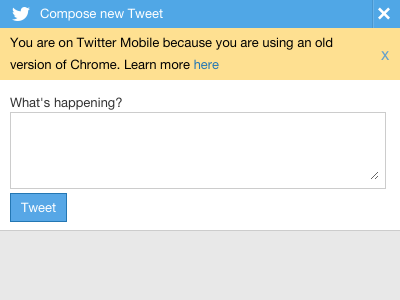 Compose new Tweet
You are on Twitter Mobile because you are using an old
version of Chrome. Learn more here
x
What's happening?
Tweet